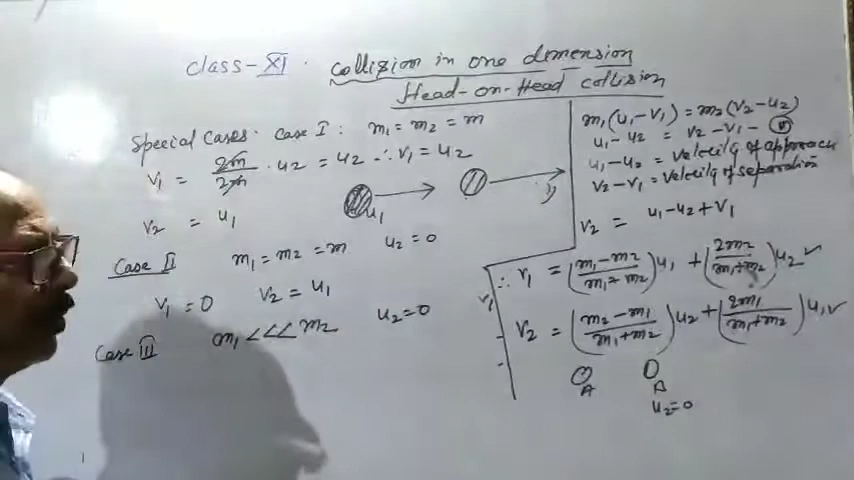 class-XI. collision in one dimension
Head-on-Head collision
Special Cases. Case I: m₁ = m₂ = m
v₁ = 2m/2m · u₂ = u₂ ∴ v₁ = u₂
v₂ = u₁
u₁
Case II m₁ = m₂ = m u₂ = 0
v₁ = 0 v₂ = u₁
Case III m₁ <<< m₂ u₂ = 0
m₁(u₁ - v₁) = m₂(v₂ - u₂)
u₁ - u₂ = v₂ - v₁ -
u₁ - u₂ = velocity of approach
v₂ - v₁ = velocity of separation
v₂ = u₁ - u₂ + v₁
∴ v₁ = (m₁ - m₂/m₁ + m₂)u₁ + (2m₂/m₁ + m₂)u₂ ✓
v₁
v₂ = (m₂ - m₁/m₁ + m₂)u₂ + (2m₁/m₁ + m₂)u₁ ✓
A A
u₂ = 0